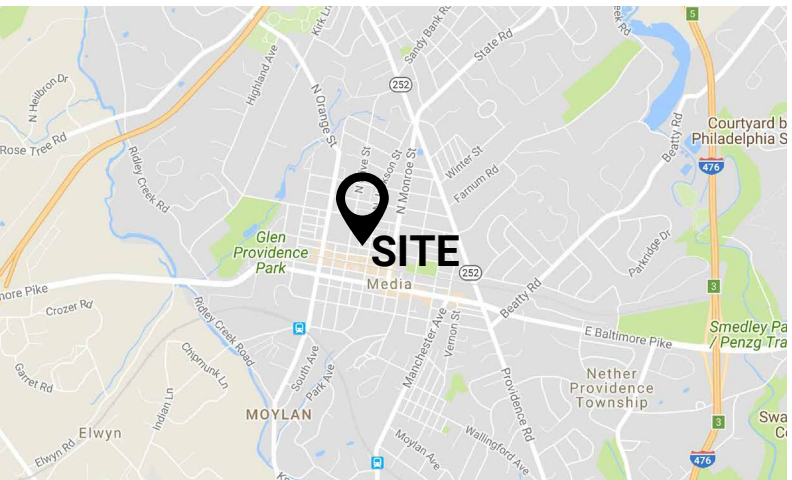 5
Kirk Ln
Sandy Bank Rd
State Rd
Highland Ave
252
N Heilbron Dr
N Orange St
Courtyard b
Philadelphia S
Rose Tree Rd
Ridley Creek Rd
Beatty Rd
476
Winter St
N Monroe St
Farnum Rd
Glen
Providence
Park
SITE
Parkridge Dr
252
Media
more Pike
Beatty Rd
3
Crozer Rd
Ridley Creek Road
Manchester Ave
Vernon St
E Baltimore Pike
Smedley Pa
/ Penzg Tra
Chipmunk Ln
South Ave
Park Ave
Garret Rd
Indian Ln
Providence Rd
Nether
Providence
Township
MOYLAN
Swa
Elwyn
3
Elwyn Rd
Moylan Ave
Wallingford Ave
476